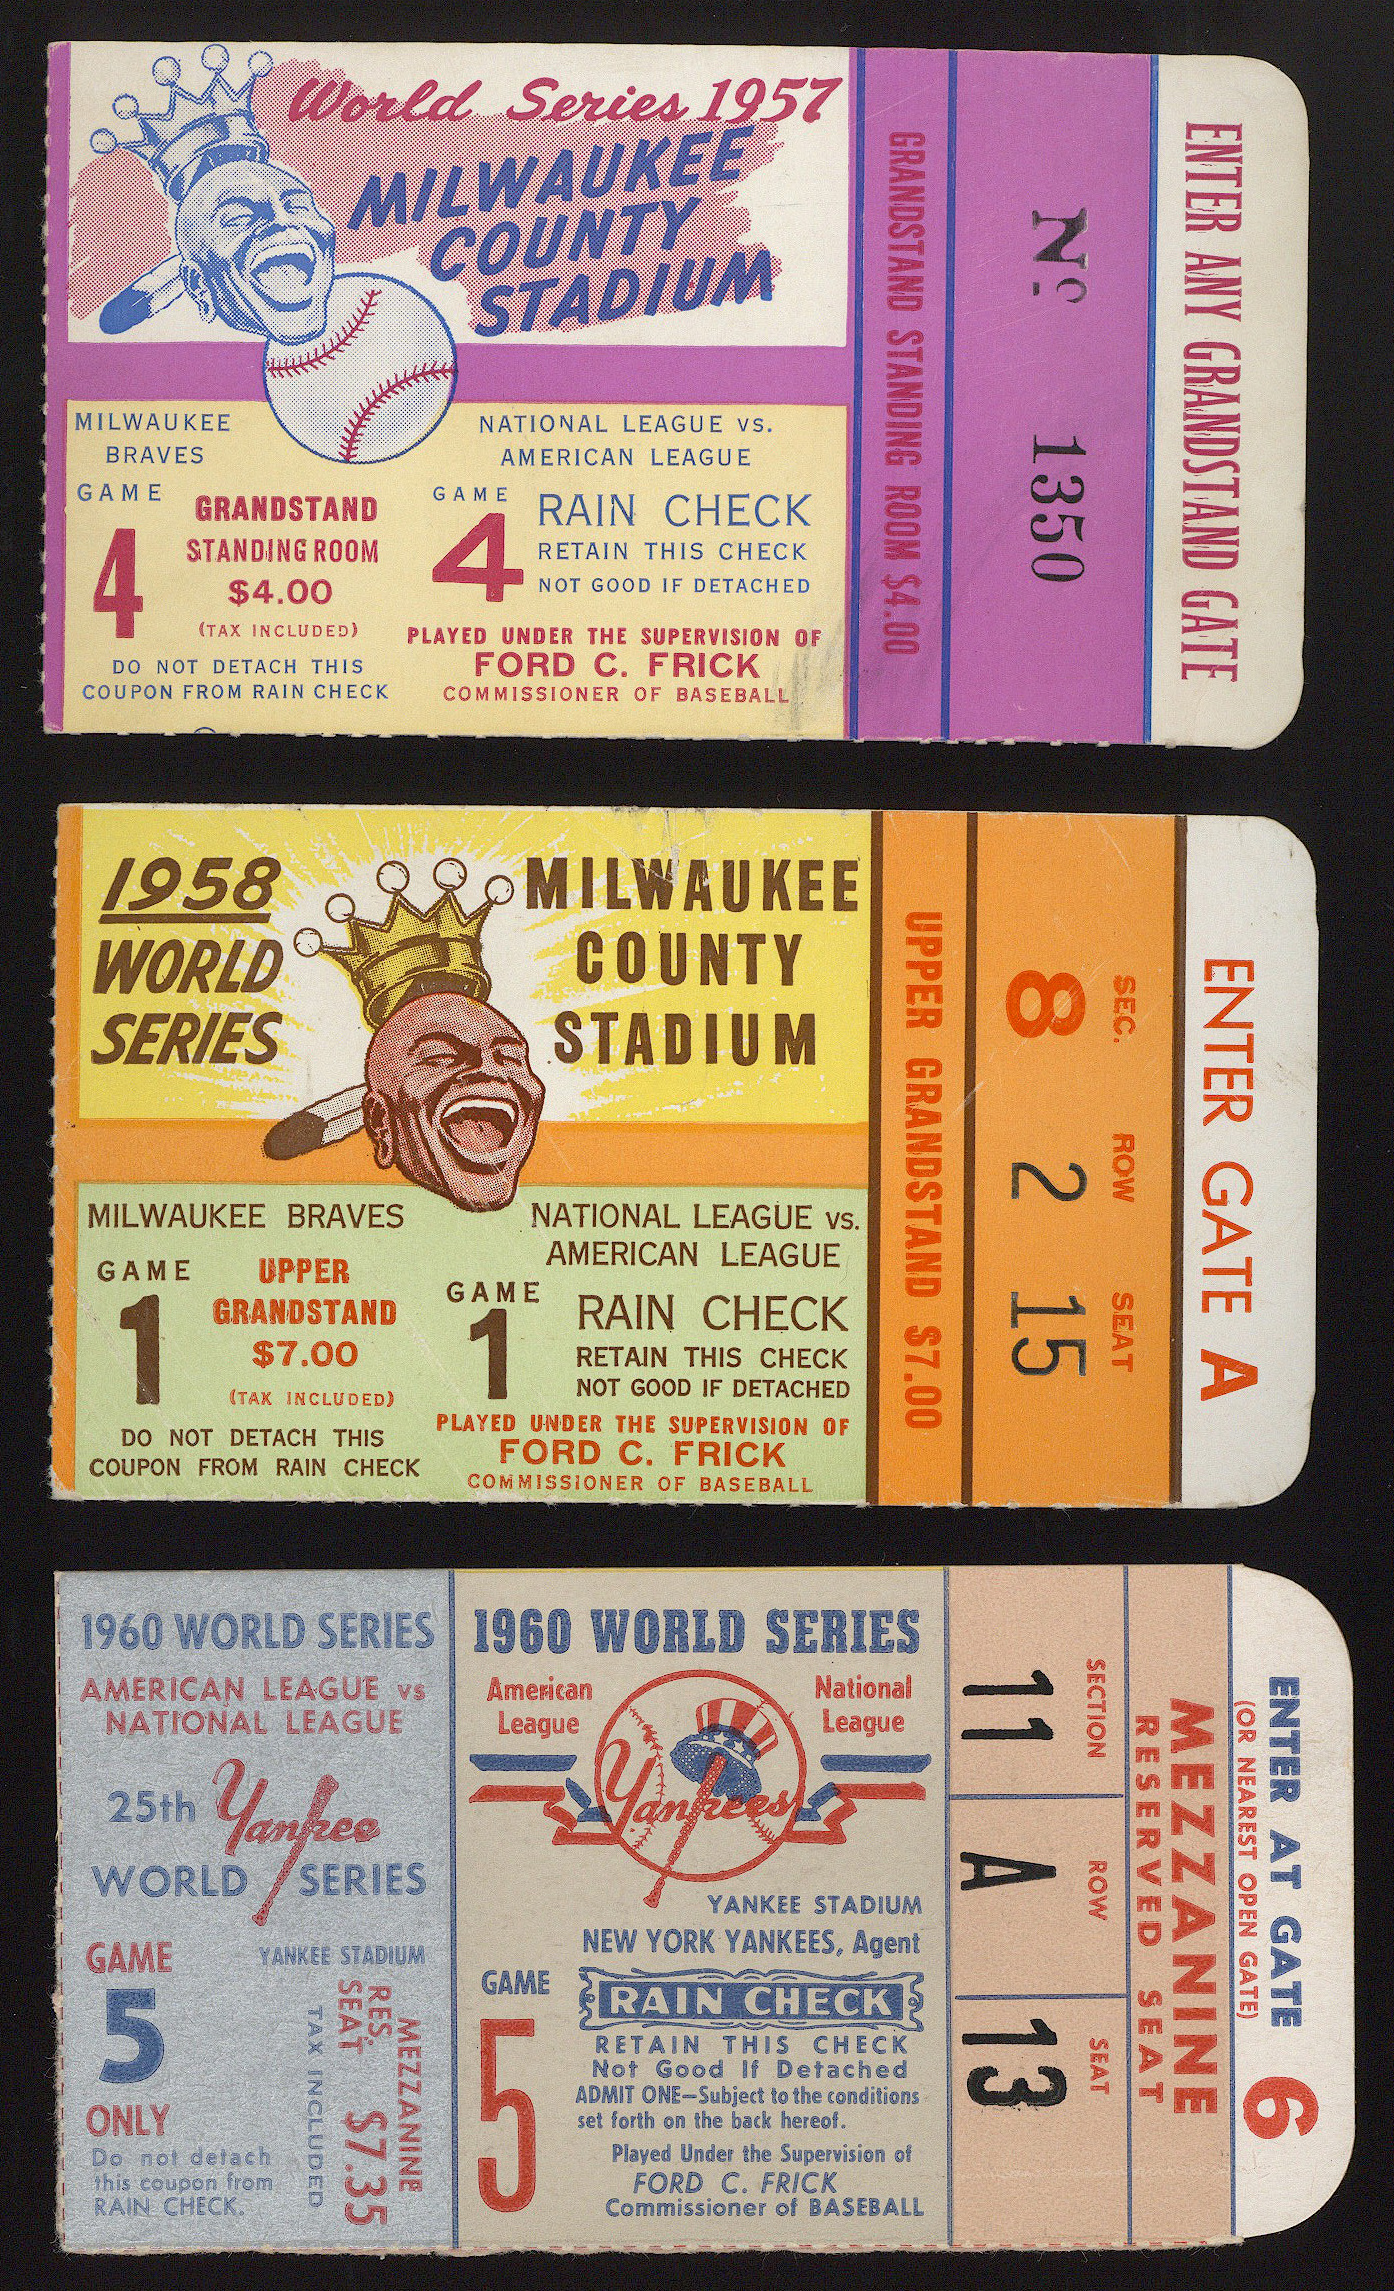 World Series 1957
MILWAUKEE
COUNTY
STADIUM
MILWAUKEE
BRAVES
GAME
4
GRANDSTAND
STANDING ROOM
$4.00
(TAX INCLUDED)
DO NOT DETACH THIS
COUPON FROM RAIN CHECK
NATIONAL LEAGUE VS.
AMERICAN LEAGUE
GAME
4
RAIN CHECK
RETAIN THIS CHECK
NOT GOOD IF DETACHED
PLAYED UNDER THE SUPERVISION OF
FORD C. FRICK
COMMISSIONER OF BASEBALL
GRANDSTAND STANDING ROOM $4.00
No 1350
ENTER ANY GRANDSTAND GATE
1958
WORLD
SERIES
MILWAUKEE
COUNTY
STADIUM
MILWAUKEE BRAVES
GAME
1
UPPER
GRANDSTAND
$7.00
(TAX INCLUDED)
DO NOT DETACH THIS
COUPON FROM RAIN CHECK
NATIONAL LEAGUE VS.
AMERICAN LEAGUE
GAME
1
RAIN CHECK
RETAIN THIS CHECK
NOT GOOD IF DETACHED
PLAYED UNDER THE SUPERVISION OF
FORD C. FRICK
COMMISSIONER OF BASEBALL
UPPER GRANDSTAND $7.00
SEC. ROW SEAT
8 2 15
ENTER GATE A
1960 WORLD SERIES
AMERICAN LEAGUE vs
NATIONAL LEAGUE
25th Yankee
WORLD SERIES
GAME
5
ONLY
Do not detach
this coupon from
RAIN CHECK.
YANKEE STADIUM
MEZZANINE
RES.
SEAT $7.35
TAX INCLUDED
1960 WORLD SERIES
American
League
National
League
Yankees
YANKEE STADIUM
NEW YORK YANKEES, Agent
GAME
5
RAIN CHECK
RETAIN THIS CHECK
Not Good If Detached
ADMIT ONE—Subject to the conditions
set forth on the back hereof.
Played Under the Supervision of
FORD C. FRICK
Commissioner of BASEBALL
SECTION ROW SEAT
11 A 13
MEZZANINE
RESERVED SEAT
ENTER AT GATE 6
(OR NEAREST OPEN GATE)